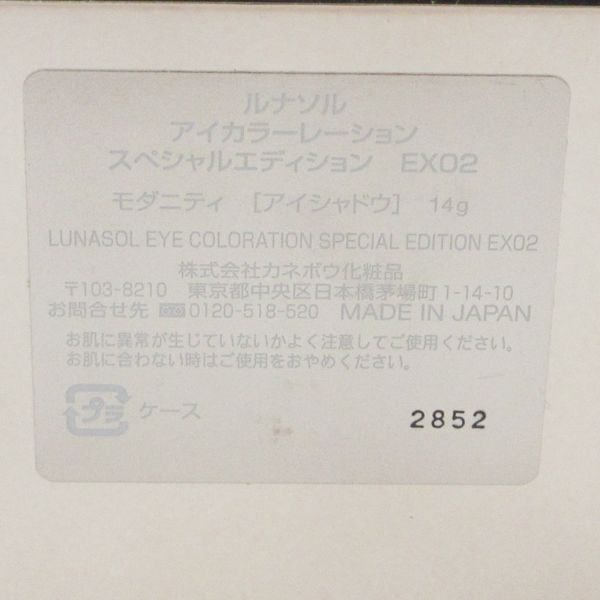 ルナソル
アイカラーレーション
スペシャルエディション EX02
モダニティ [アイシャドウ] 14g
LUNASOL EYE COLORATION SPECIAL EDITION EX02
株式会社カネボウ化粧品
〒103-8210 東京都中央区日本橋茅場町1-14-10
お問合せ先 0120-518-520 MADE IN JAPAN
お肌に異常が生じていないかよく注意してご使用ください。
お肌に合わない時はご使用をおやめください。
プラ ケース
2852